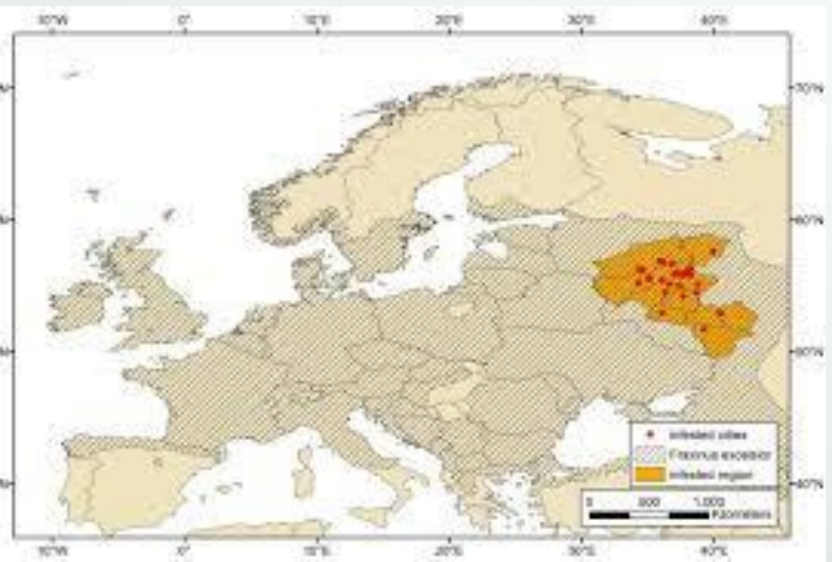 10°W 0° 10°E 20°E 30°E 40°E
70°N
60°N
50°N
40°N
infested cities
Fraxinus excelsior
infested region
0 500 1,000
Kilometers
10°W 0° 10°E 20°E 30°E 40°E